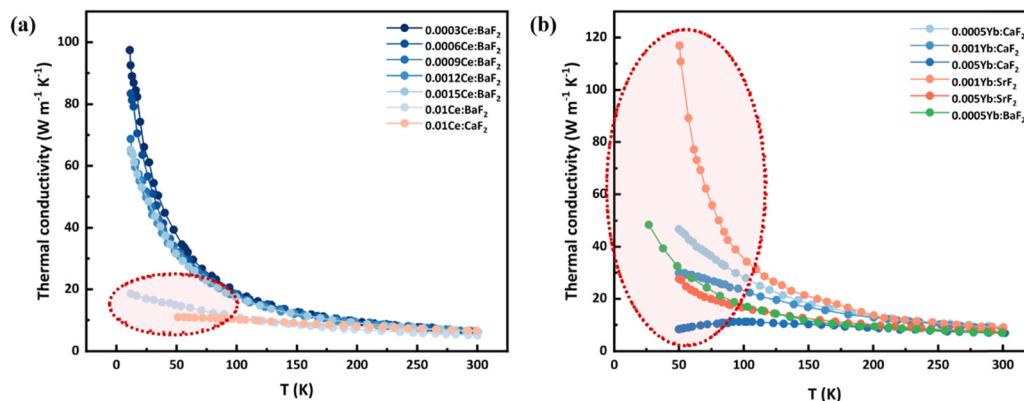 (a)
Thermal conductivity (W m⁻¹ K⁻¹)
100
80
60
40
20
0
0 50 100 150 200 250 300
T (K)
0.0003Ce:BaF₂
0.0006Ce:BaF₂
0.0009Ce:BaF₂
0.0012Ce:BaF₂
0.0015Ce:BaF₂
0.01Ce:BaF₂
0.01Ce:CaF₂
(b)
Thermal conductivity (W m⁻¹ K⁻¹)
120
100
80
60
40
20
0
0 50 100 150 200 250 300
T (K)
0.0005Yb:CaF₂
0.001Yb:CaF₂
0.005Yb:CaF₂
0.001Yb:SrF₂
0.005Yb:SrF₂
0.0005Yb:BaF₂